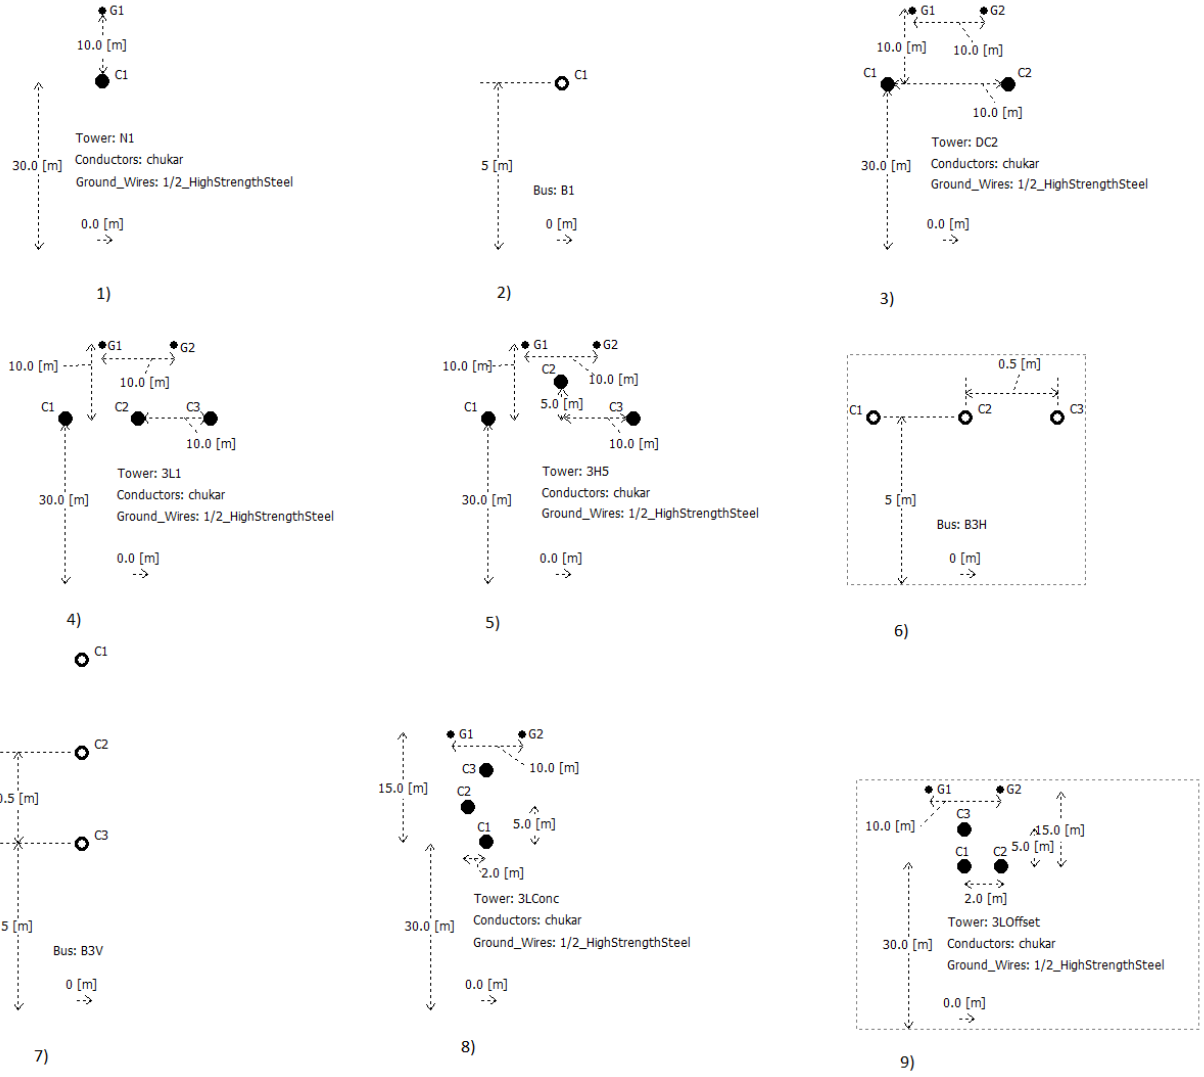 G1
10.0 [m]
C1
30.0 [m]
Tower: N1
Conductors: chukar
Ground_Wires: 1/2_HighStrengthSteel
0.0 [m]
1)
C1
5 [m]
Bus: B1
0 [m]
2)
G1 G2
10.0 [m] 10.0 [m]
C1 C2
10.0 [m]
Tower: DC2
30.0 [m] Conductors: chukar
Ground_Wires: 1/2_HighStrengthSteel
0.0 [m]
3)
G1 G2
10.0 [m]
10.0 [m]
C1 C2 C3
10.0 [m]
Tower: 3L1
30.0 [m] Conductors: chukar
Ground_Wires: 1/2_HighStrengthSteel
0.0 [m]
4)
G1 G2
10.0 [m] C2
10.0 [m]
C1 5.0 [m] C3
10.0 [m]
Tower: 3H5
30.0 [m] Conductors: chukar
Ground_Wires: 1/2_HighStrengthSteel
0.0 [m]
5)
0.5 [m]
C1 C2 C3
5 [m]
Bus: B3H
0 [m]
6)
C1
C2
0.5 [m]
C3
5 [m]
Bus: B3V
0 [m]
7)
G1 G2
C3 10.0 [m]
15.0 [m] C2
C1 5.0 [m]
2.0 [m]
Tower: 3LConc
30.0 [m] Conductors: chukar
Ground_Wires: 1/2_HighStrengthSteel
0.0 [m]
8)
G1 G2
10.0 [m] C3 15.0 [m]
C1 C2 5.0 [m]
2.0 [m]
Tower: 3LOffset
30.0 [m] Conductors: chukar
Ground_Wires: 1/2_HighStrengthSteel
0.0 [m]
9)